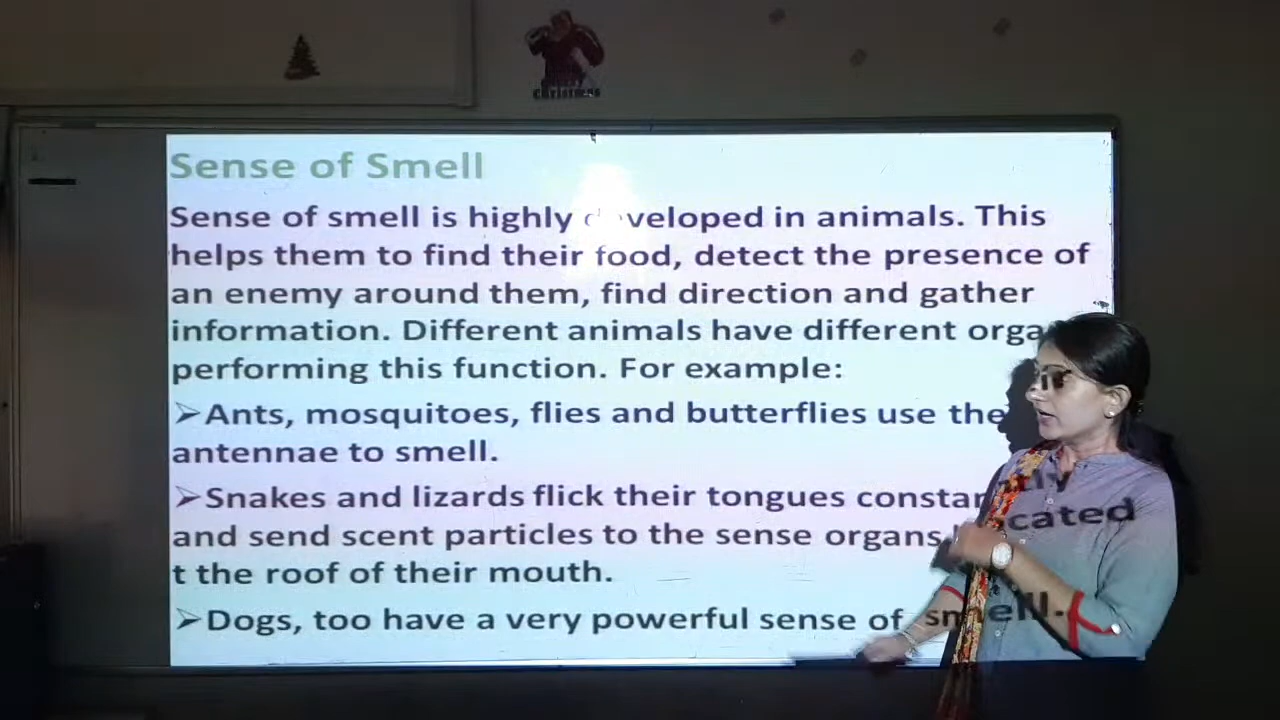 Christmas
Sense of Smell
Sense of smell is highly veloped in animals. This
helps them to find their food, detect the presence of
an enemy around them, find direction and gather
information. Different animals have different orga
performing this function. For example:
➢Ants, mosquitoes, flies and butterflies use the
antennae to smell.
➢Snakes and lizards flick their tongues constan
and send scent particles to the sense organs cated
t the roof of their mouth.
➢Dogs, too have a very powerful sense of smell.